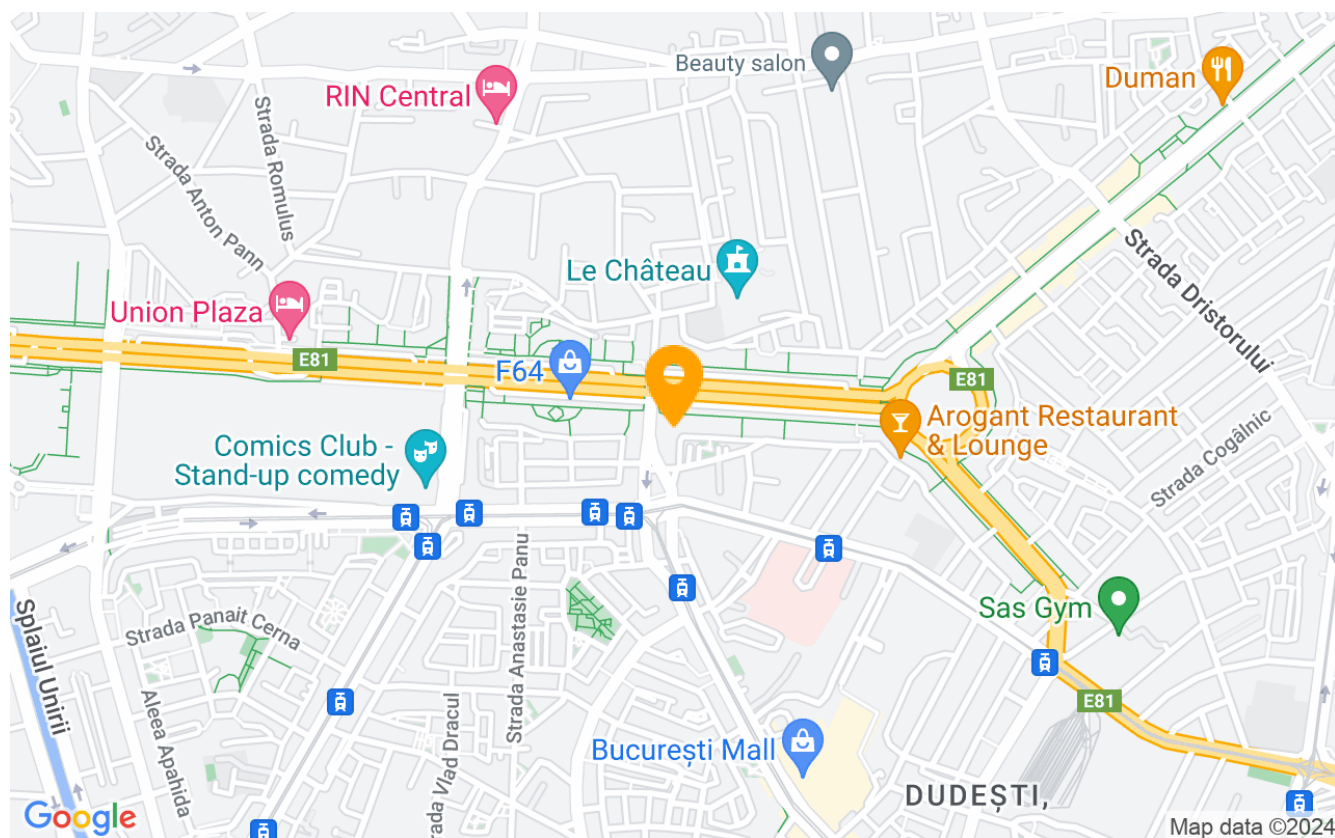 Beauty salon
Duman
RIN Central
Strada Romulus
Strada Anton Pann
Strada Dristorului
Le Château
Union Plaza
E81
F64
E81
Arogant Restaurant
& Lounge
Strada Cogâlnic
Comics Club -
Stand-up comedy
Strada Anastasie Panu
Strada Panait Cerna
Splaiul Unirii
Aleea Apahida
Sas Gym
E81
rada Vlad Dracul
București Mall
DUDEȘTI,
Google
Map data ©2024